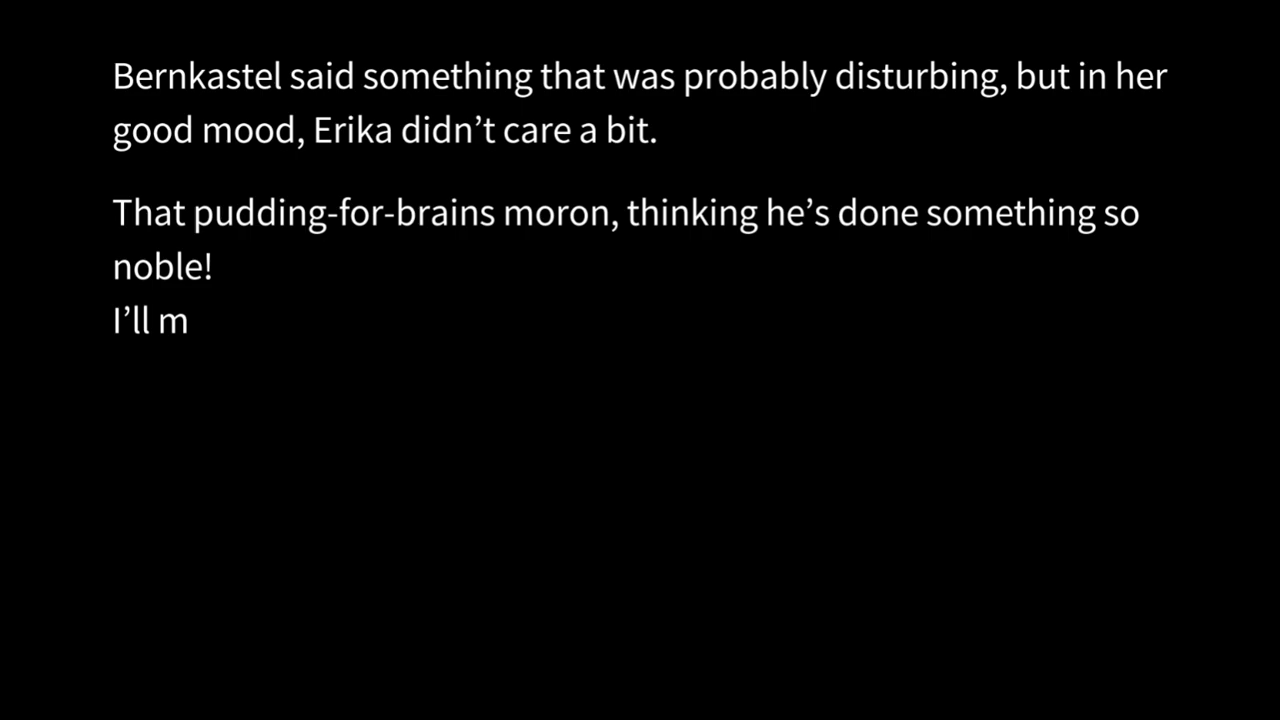 Bernkastel said something that was probably disturbing, but in her
good mood, Erika didn’t care a bit.
That pudding-for-brains moron, thinking he’s done something so
noble!
I’ll m